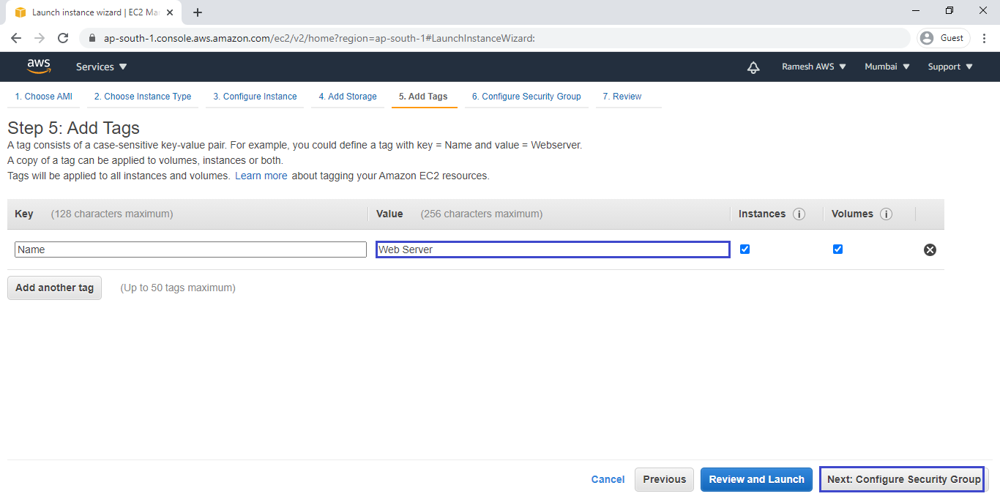 Launch instance wizard | EC2 Ma
ap-south-1.console.aws.amazon.com/ec2/v2/home?region=ap-south-1#LaunchInstanceWizard:
Guest
aws Services Ramesh AWS Mumbai Support
1. Choose AMI 2. Choose Instance Type 3. Configure Instance 4. Add Storage 5. Add Tags 6. Configure Security Group 7. Review
Step 5: Add Tags
A tag consists of a case-sensitive key-value pair. For example, you could define a tag with key = Name and value = Webserver.
A copy of a tag can be applied to volumes, instances or both.
Tags will be applied to all instances and volumes. Learn more about tagging your Amazon EC2 resources.
Key (128 characters maximum) Value (256 characters maximum) Instances i Volumes i
Name Web Server
Add another tag (Up to 50 tags maximum)
Cancel Previous Review and Launch Next: Configure Security Group